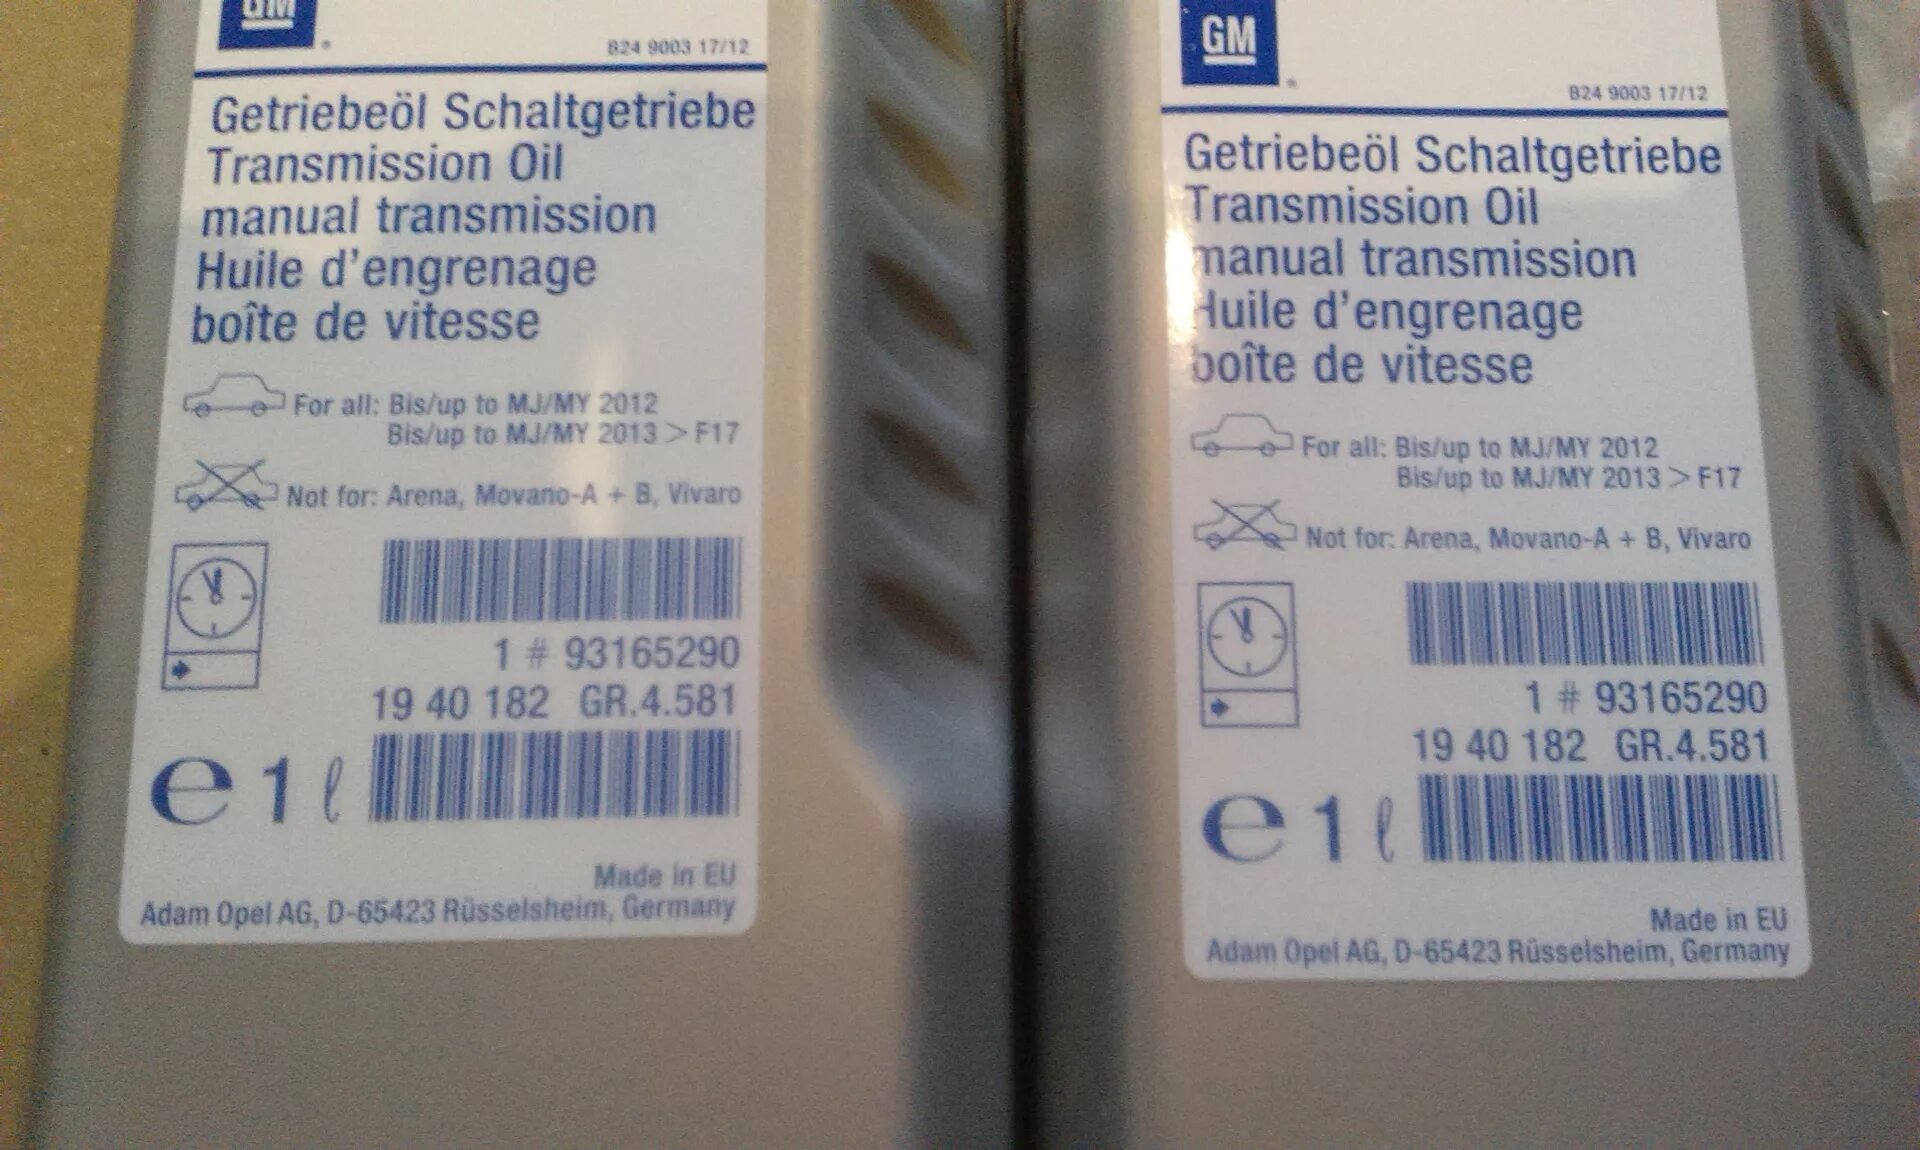 GM
B24 9003 17/12
Getriebeöl Schaltgetriebe
Transmission Oil
manual transmission
Huile d'engrenage
boîte de vitesse
For all: Bis/up to MJ/MY 2012
Bis/up to MJ/MY 2013 > F17
Not for: Arena, Movano-A + B, Vivaro
1 # 93165290
19 40 182 GR.4.581
e 1 ℓ
Made in EU
Adam Opel AG, D-65423 Rüsselsheim, Germany
GM
B24 9003 17/12
Getriebeöl Schaltgetriebe
Transmission Oil
manual transmission
Huile d'engrenage
boîte de vitesse
For all: Bis/up to MJ/MY 2012
Bis/up to MJ/MY 2013 > F17
Not for: Arena, Movano-A + B, Vivaro
1 # 93165290
19 40 182 GR.4.581
e 1 ℓ
Made in EU
Adam Opel AG, D-65423 Rüsselsheim, Germany